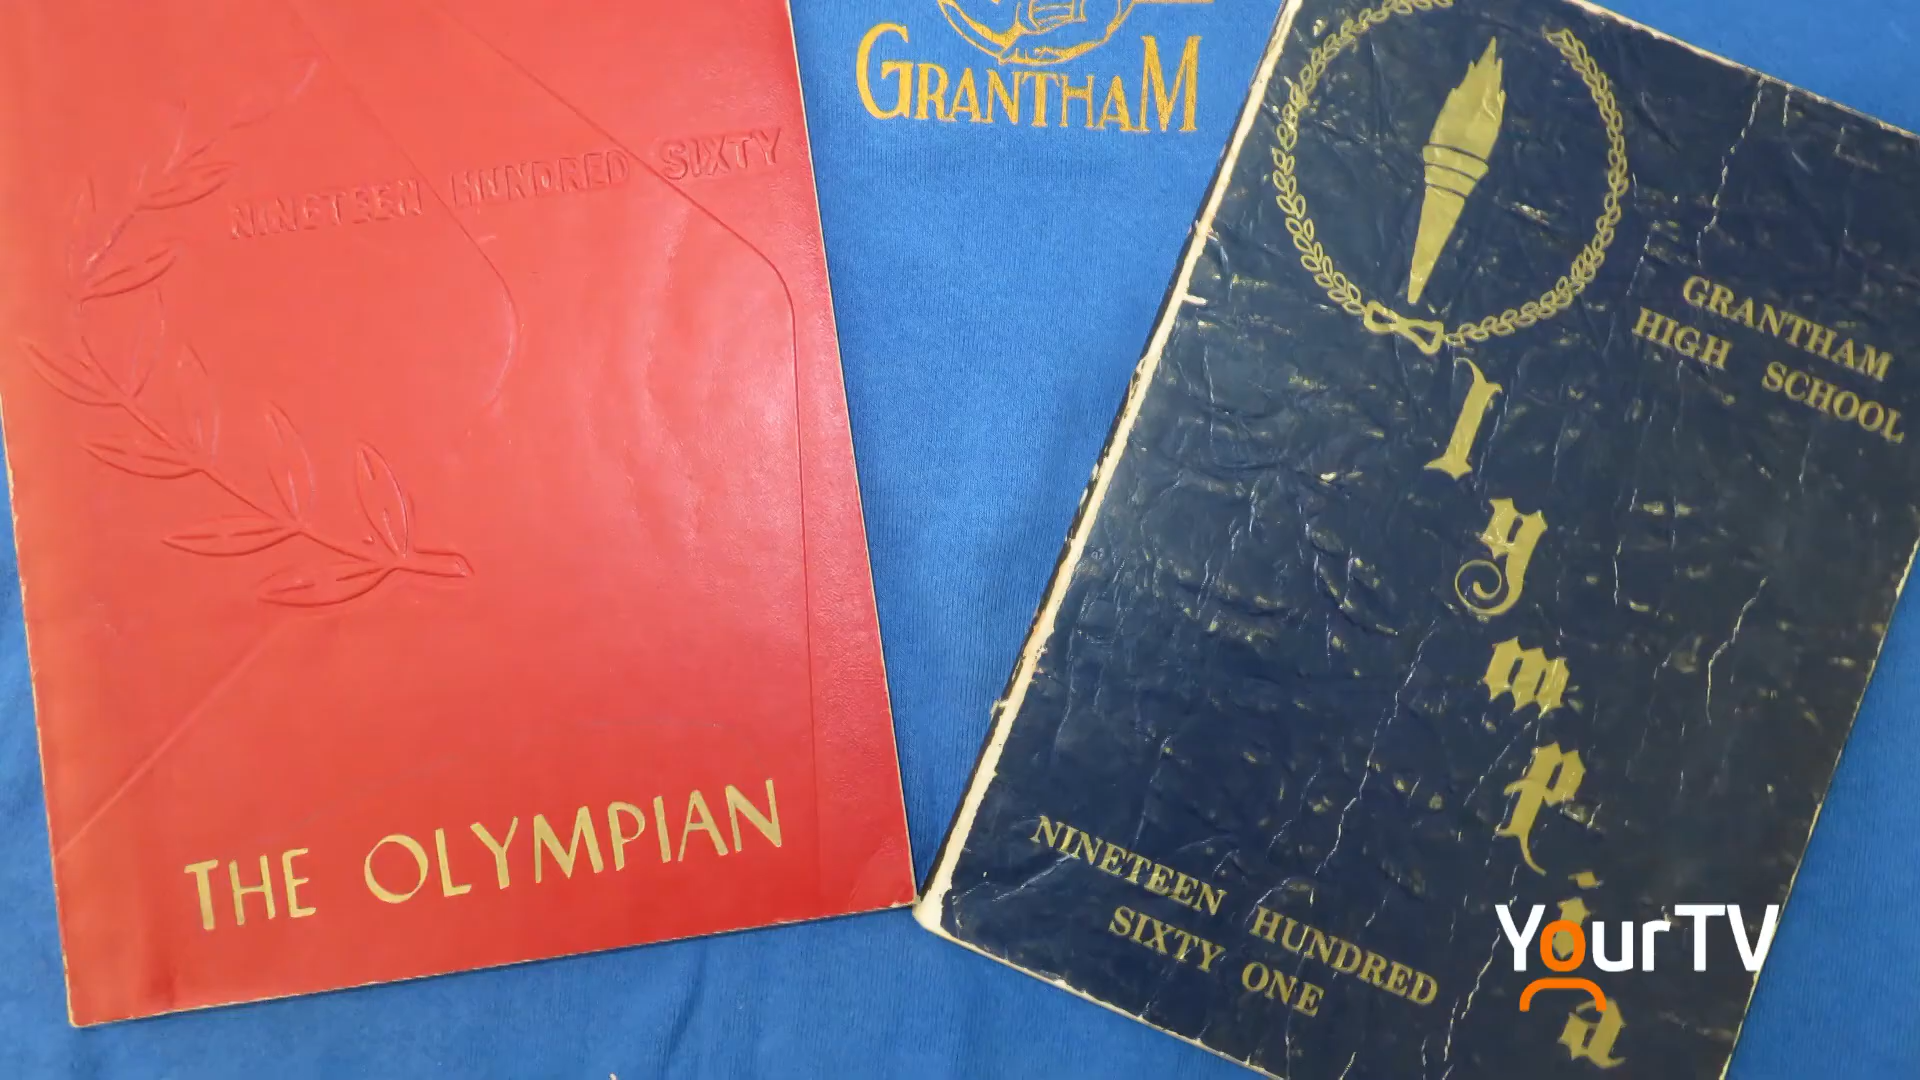 GRANTHAM
NINETEEN HUNDRED SIXTY
THE OLYMPIAN
GRANTHAM
HIGH SCHOOL
lympia
NINETEEN HUNDRED
SIXTY ONE
YourTV